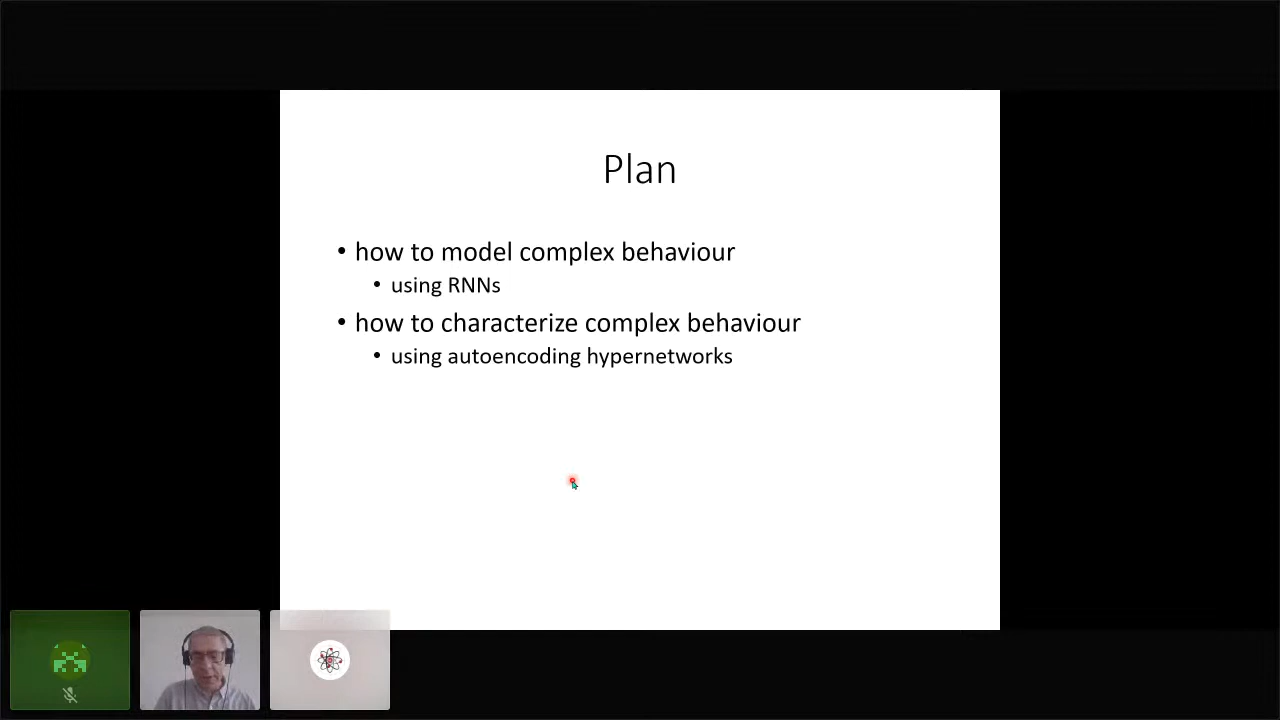 Plan
• how to model complex behaviour
• using RNNs
• how to characterize complex behaviour
• using autoencoding hypernetworks